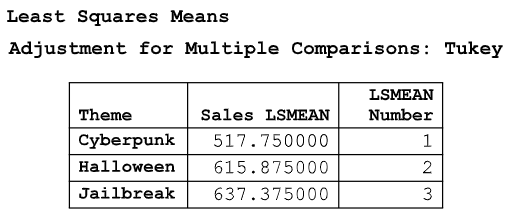 Least Squares Means
Adjustment for Multiple Comparisons: Tukey
Theme Sales LSMEAN LSMEAN Number
Cyberpunk 517.750000 1
Halloween 615.875000 2
Jailbreak 637.375000 3